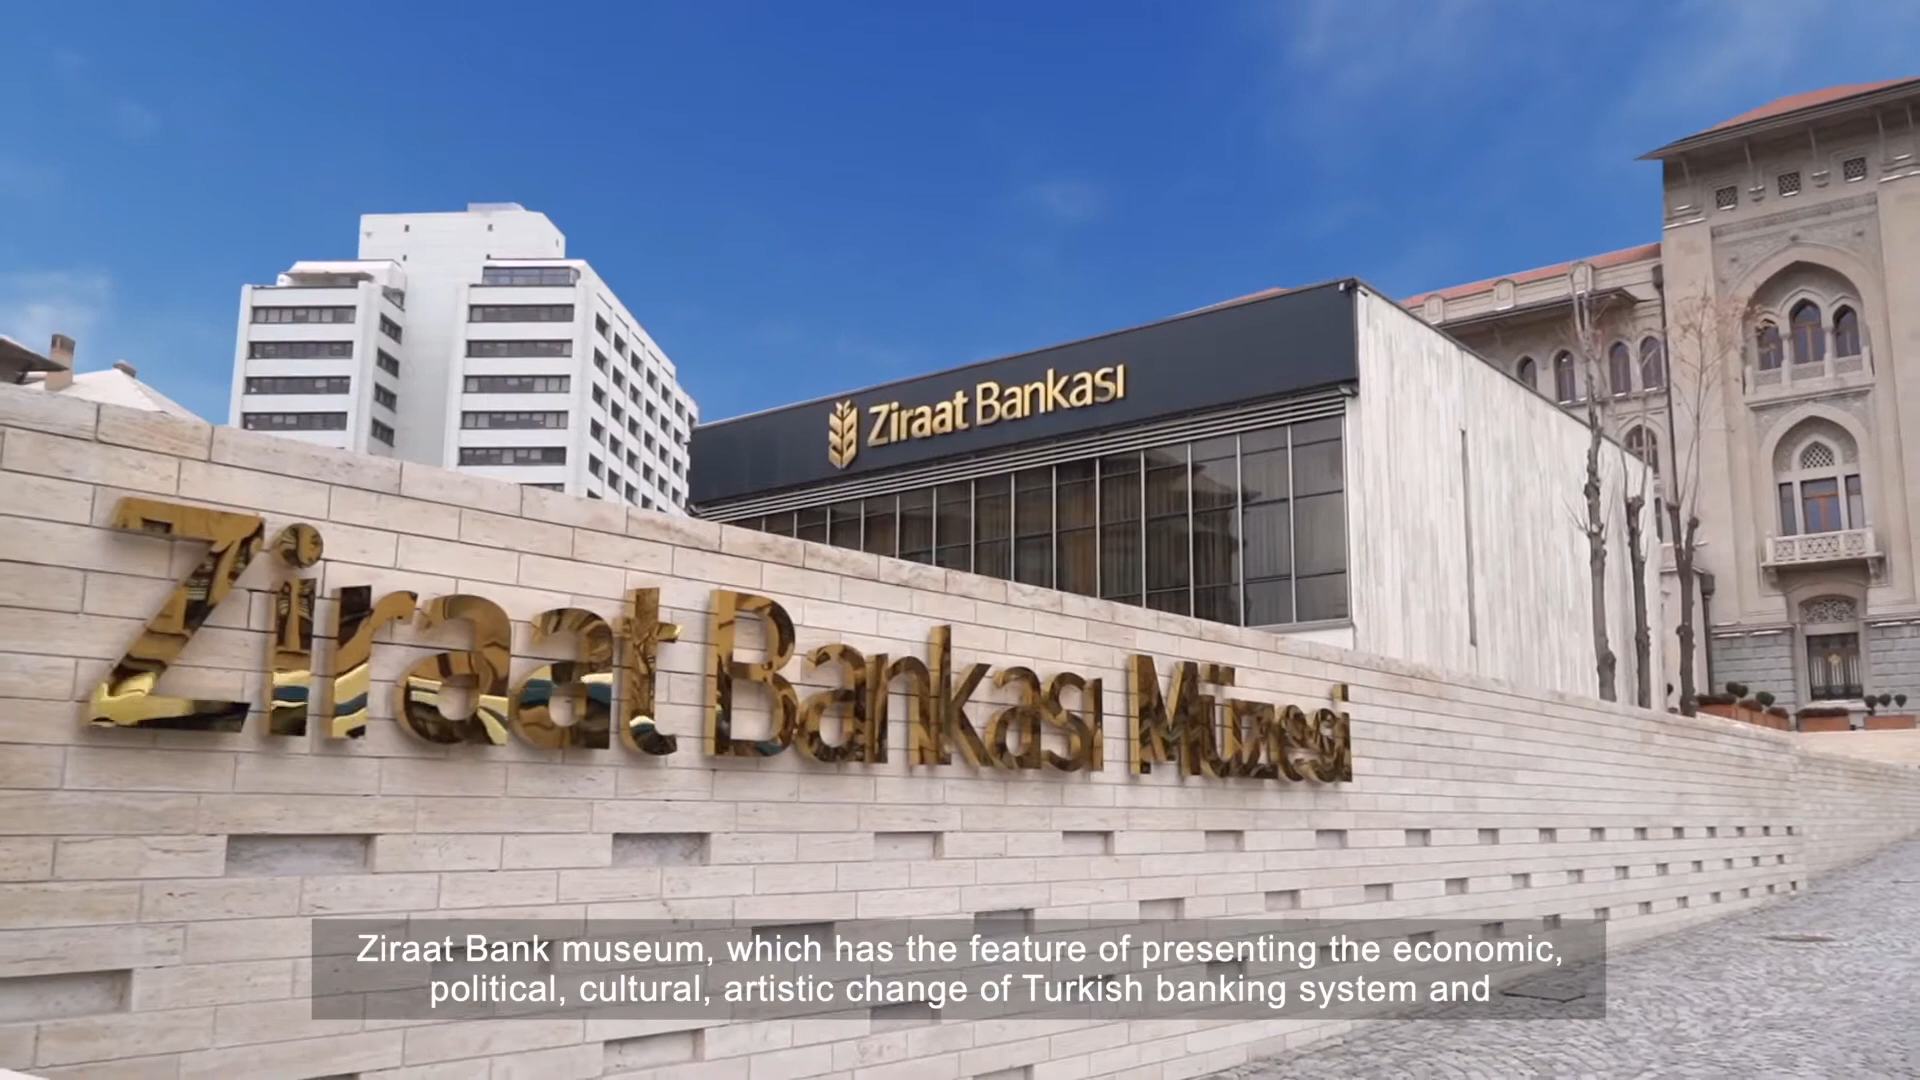 Ziraat Bankası
Ziraat Bankası Müzesi
Ziraat Bank museum, which has the feature of presenting the economic,
political, cultural, artistic change of Turkish banking system and